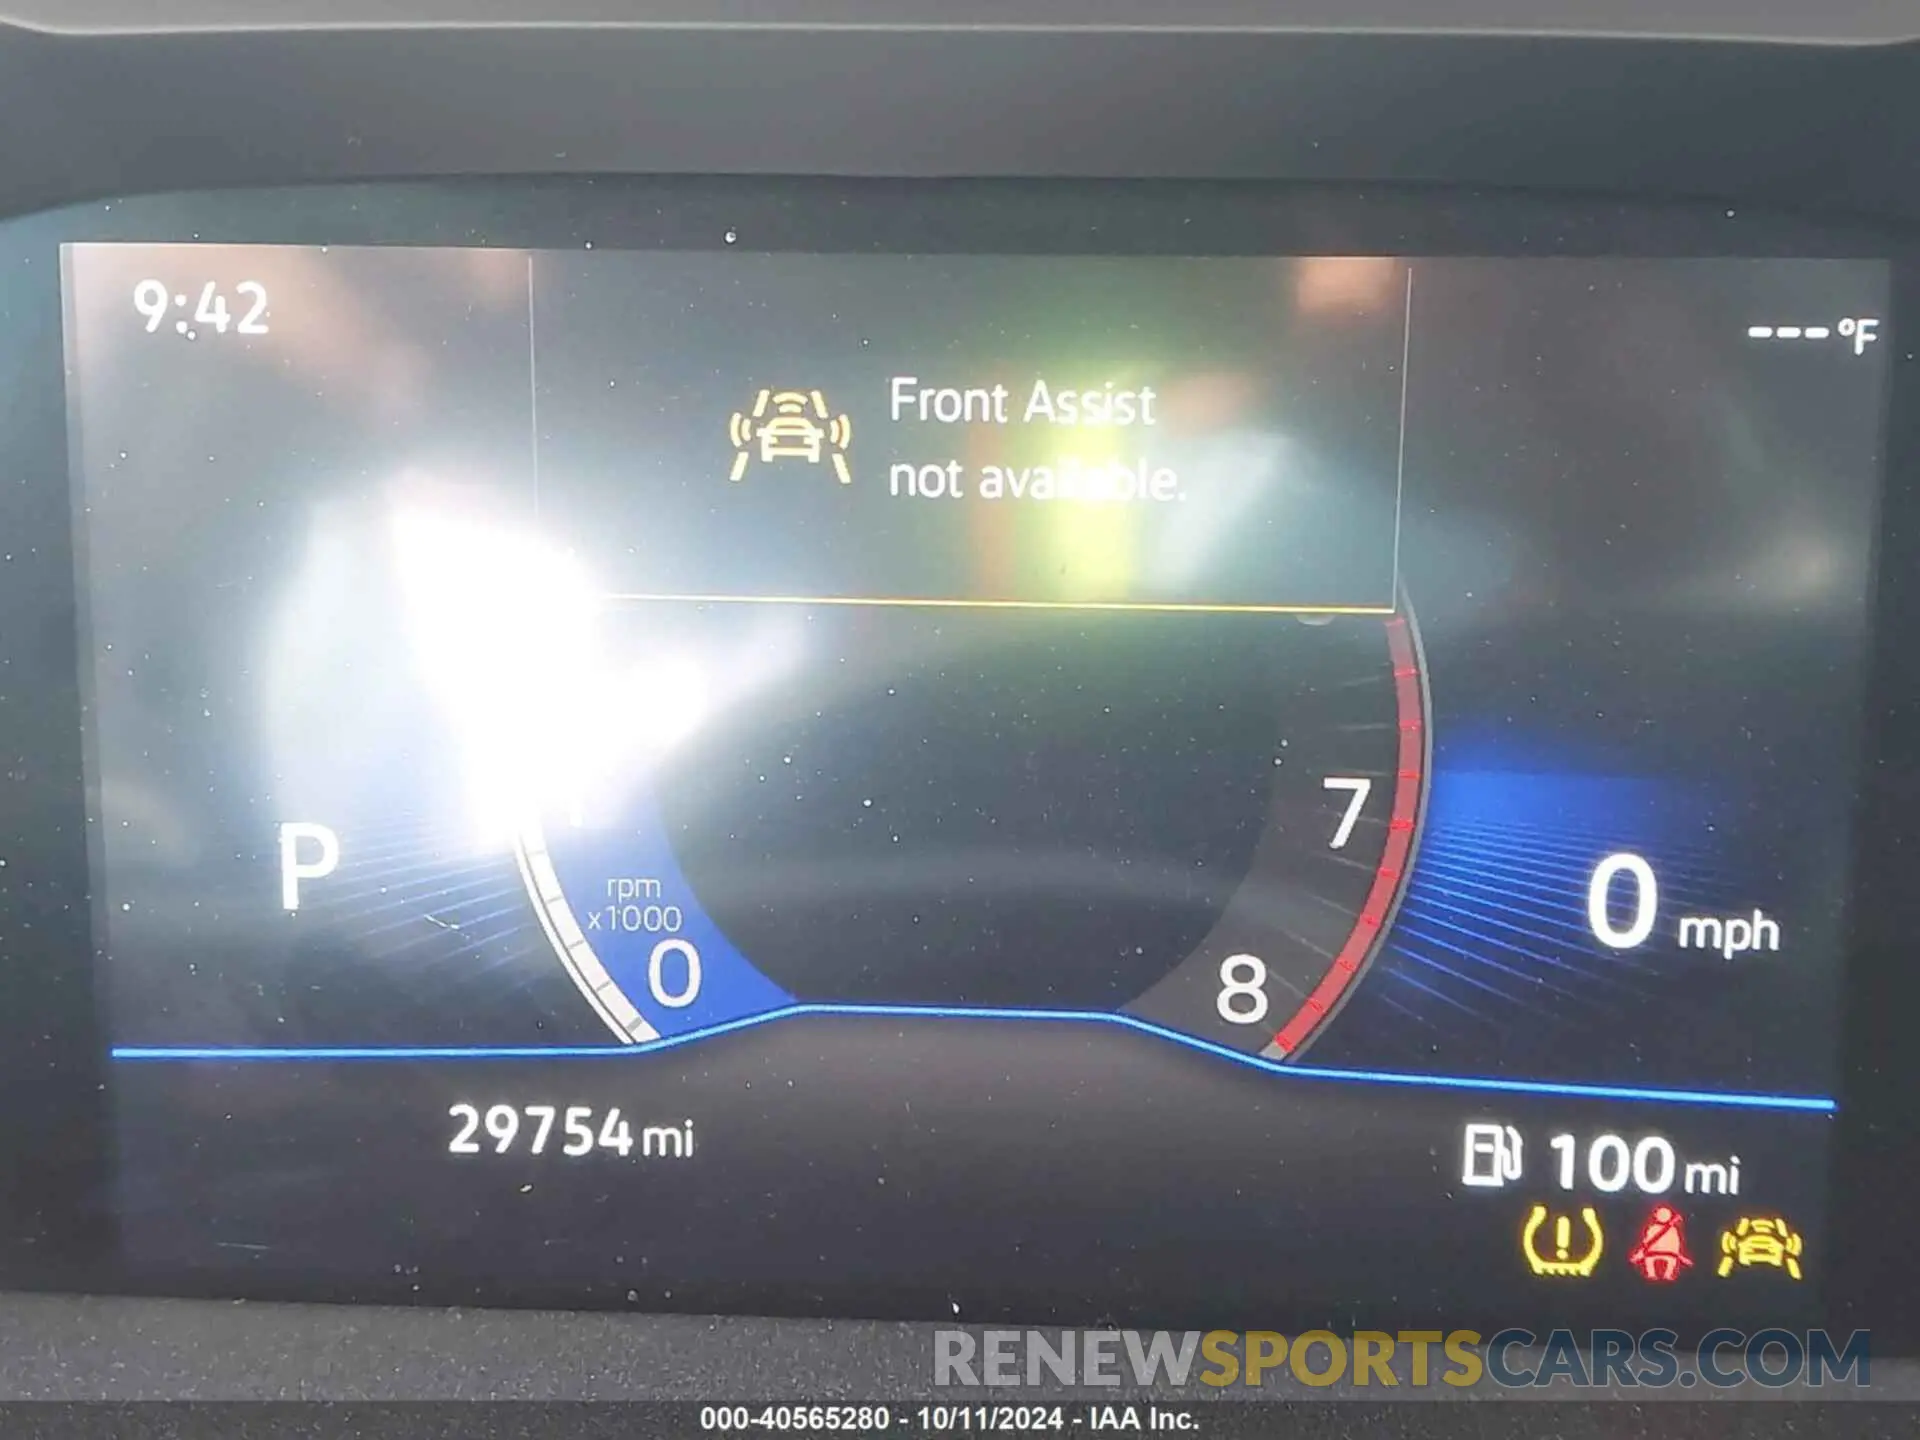 9:42
---°F
Front Assist
not available.
P
rpm
x1000
0
7
8
0 mph
29754 mi
100 mi
RENEWSPORTSCARS.COM
000-40565280 - 10/11/2024 - IAA Inc.